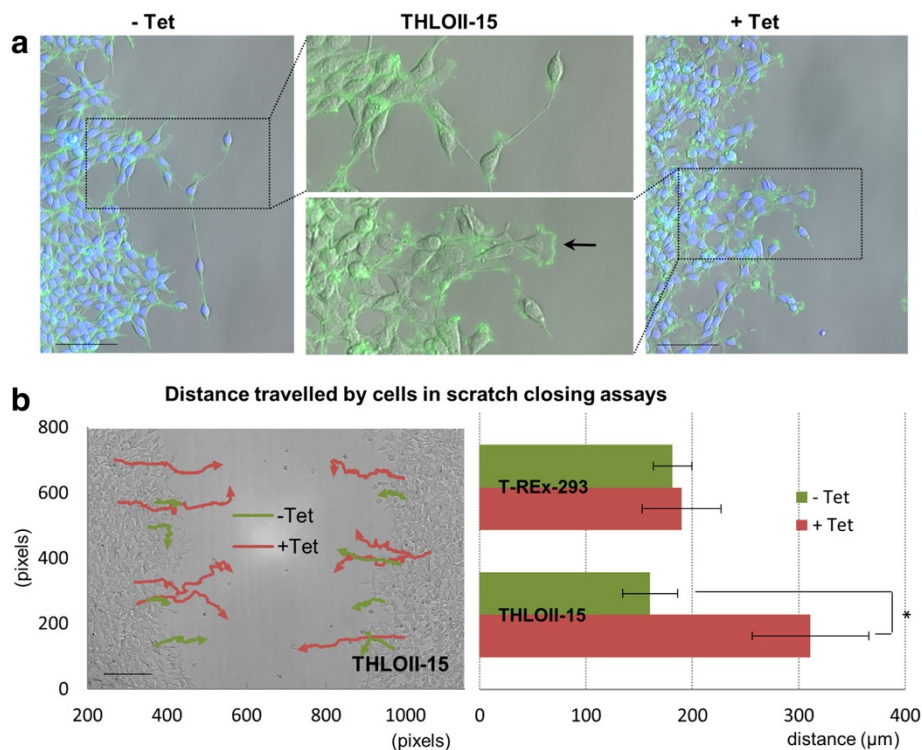 - Tet
THLOII-15
+ Tet
a
b
Distance travelled by cells in scratch closing assays
800
600
400
200
0
(pixels)
-Tet
+Tet
THLOII-15
200
400
600
800
1000
(pixels)
T-REx-293
THLOII-15
- Tet
+ Tet
*
0
100
200
300
400
distance (µm)